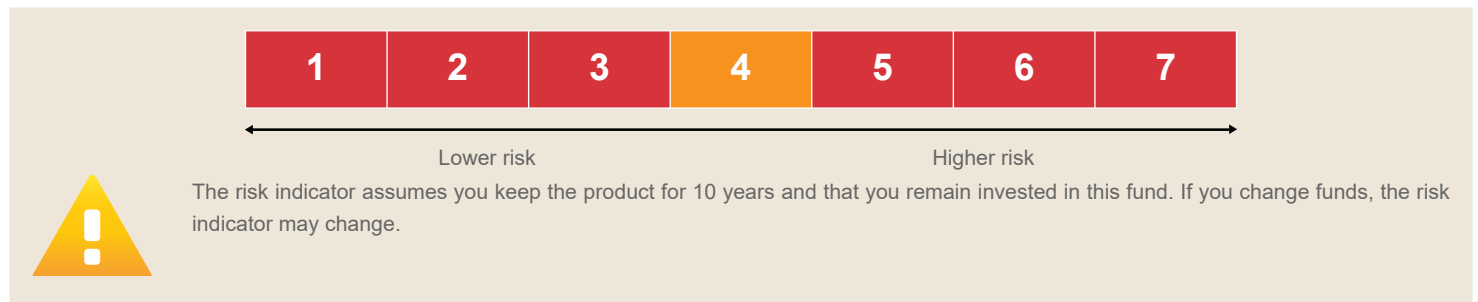 1 2 3 4 5 6 7
Lower risk Higher risk
The risk indicator assumes you keep the product for 10 years and that you remain invested in this fund. If you change funds, the risk
indicator may change.